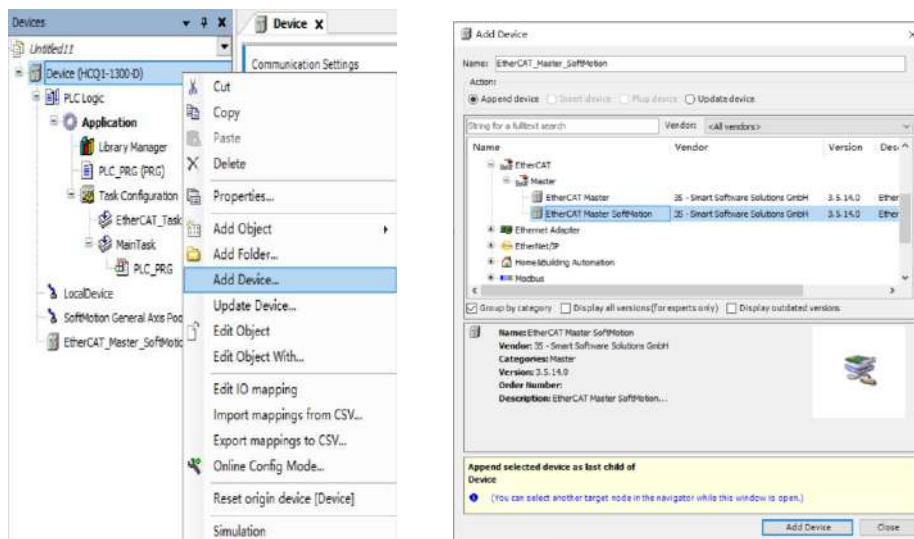 Devices
Untitled11
Device (HCQ1-1300-D)
PLC Logic
Application
Library Manager
PLC_PRG (PRG)
Task Configuration
EtherCAT_Task
MainTask
PLC_PRG
LocalDevice
SoftMotion General Axis Poo
EtherCAT_Master_SoftMotio
Device X
Communication Settings
Cut
Copy
Paste
Delete
Properties...
Add Object
Add Folder...
Add Device...
Update Device...
Edit Object
Edit Object With...
Edit IO mapping
Import mappings from CSV...
Export mappings to CSV...
Online Config Mode...
Reset origin device [Device]
Simulation
Add Device
Name: EtherCAT_Master_SoftMotion
Action:
Append device Insert device Plug device Update device
String for a fulltext search Vendor: <All vendors>
Name Vendor Version Des
EtherCAT
Master
EtherCAT Master 3S - Smart Software Solutions GmbH 3.5.14.0 Ether
EtherCAT Master SoftMotion 3S - Smart Software Solutions GmbH 3.5.14.0 Ether
Ethernet Adapter
EtherNet/IP
Home&Building Automation
Modbus
Group by category Display all versions (for experts only) Display outdated versions
Name: EtherCAT Master SoftMotion
Vendor: 3S - Smart Software Solutions GmbH
Categories: Master
Version: 3.5.14.0
Order Number:
Description: EtherCAT Master SoftMotion...
Append selected device as last child of
Device
(You can select another target node in the navigator while this window is open.)
Add Device Close